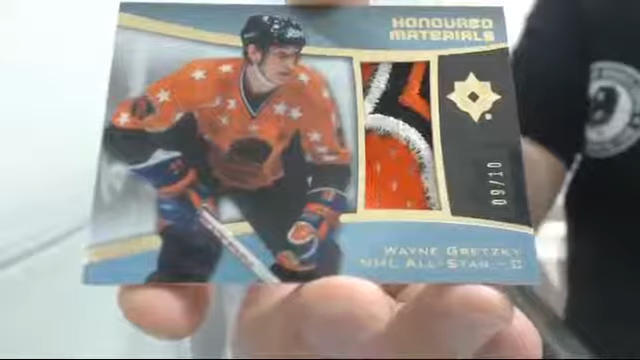 HONOURED
MATERIALS
09/10
WAYNE GRETZKY
NHL ALL-STAR – C